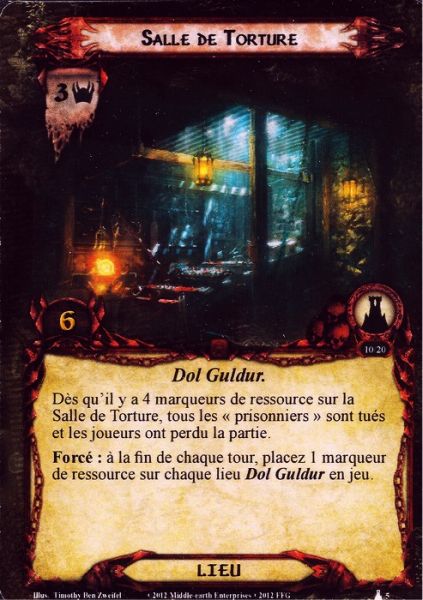 SALLE DE TORTURE
3
6
10-20
Dol Guldur.
Dès qu'il y a 4 marqueurs de ressource sur la
Salle de Torture, tous les « prisonniers » sont tués
et les joueurs ont perdu la partie.
Forcé : à la fin de chaque tour, placez 1 marqueur
de ressource sur chaque lieu Dol Guldur en jeu.
LIEU
Illus. Timothy Ben Zweifel • 2012 Middle-earth Enterprises • 2012 FFG 5